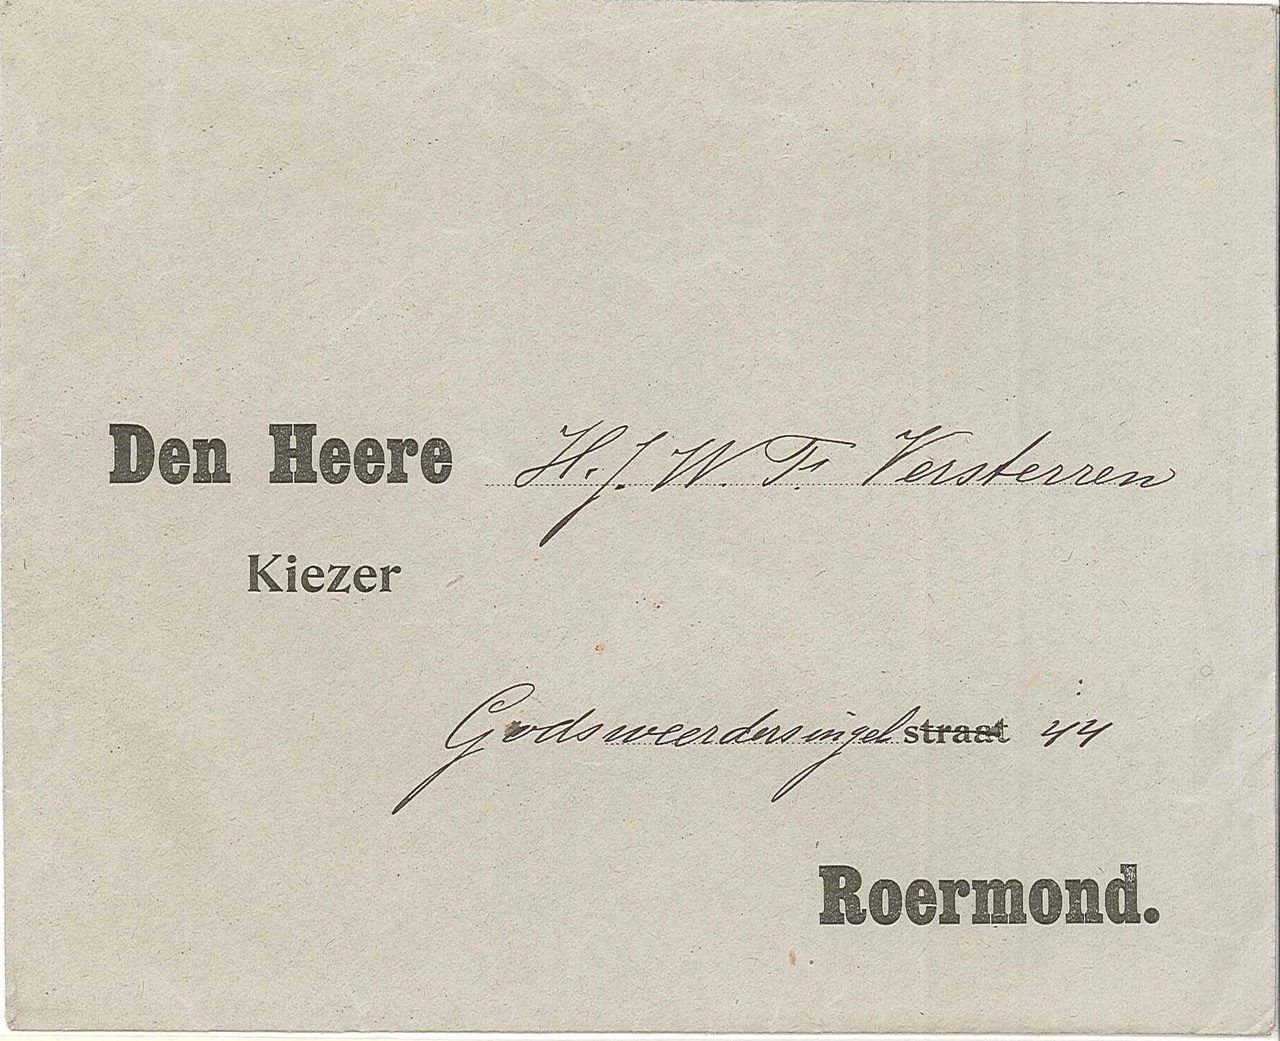 Den Heere H. J. W. F. Versterren
Kiezer
Godsweerdersingel straat 44
Roermond.